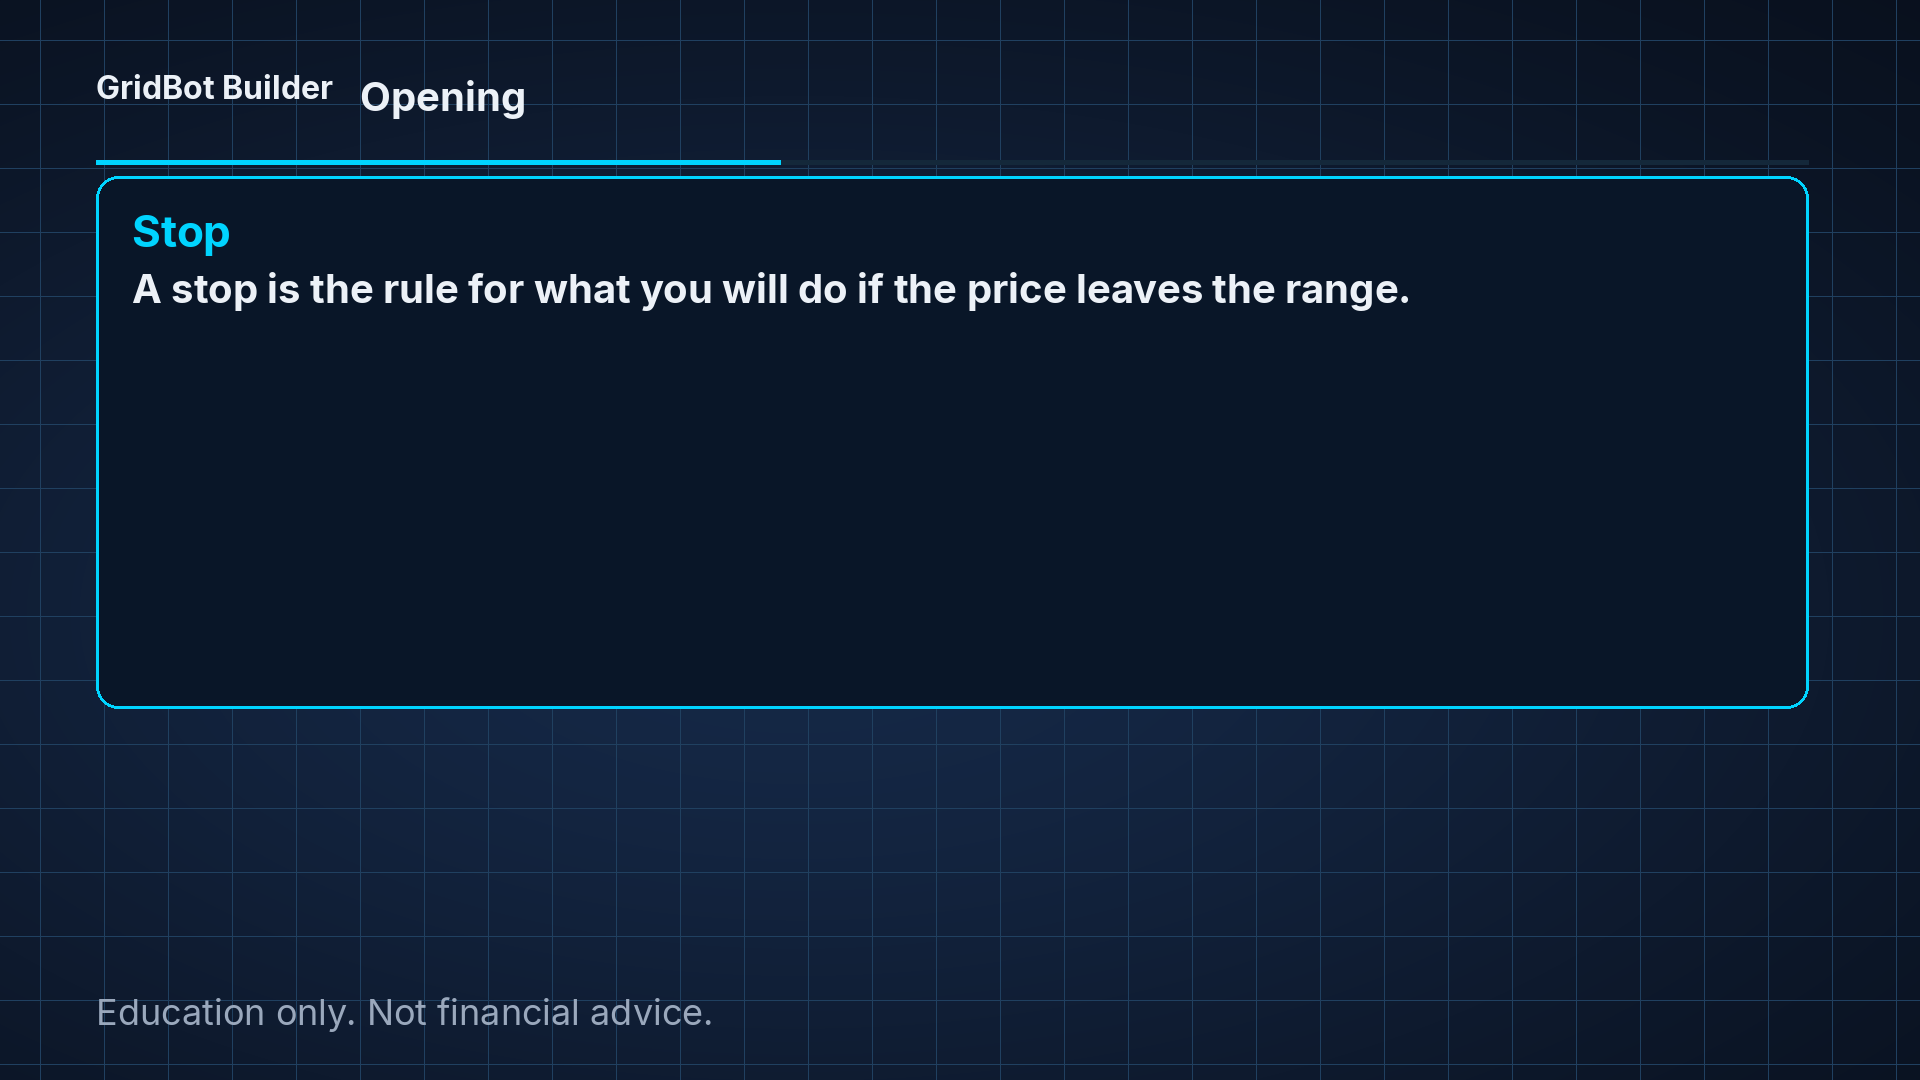 GridBot Builder
Opening
Stop
A stop is the rule for what you will do if the price leaves the range.
Education only. Not financial advice.